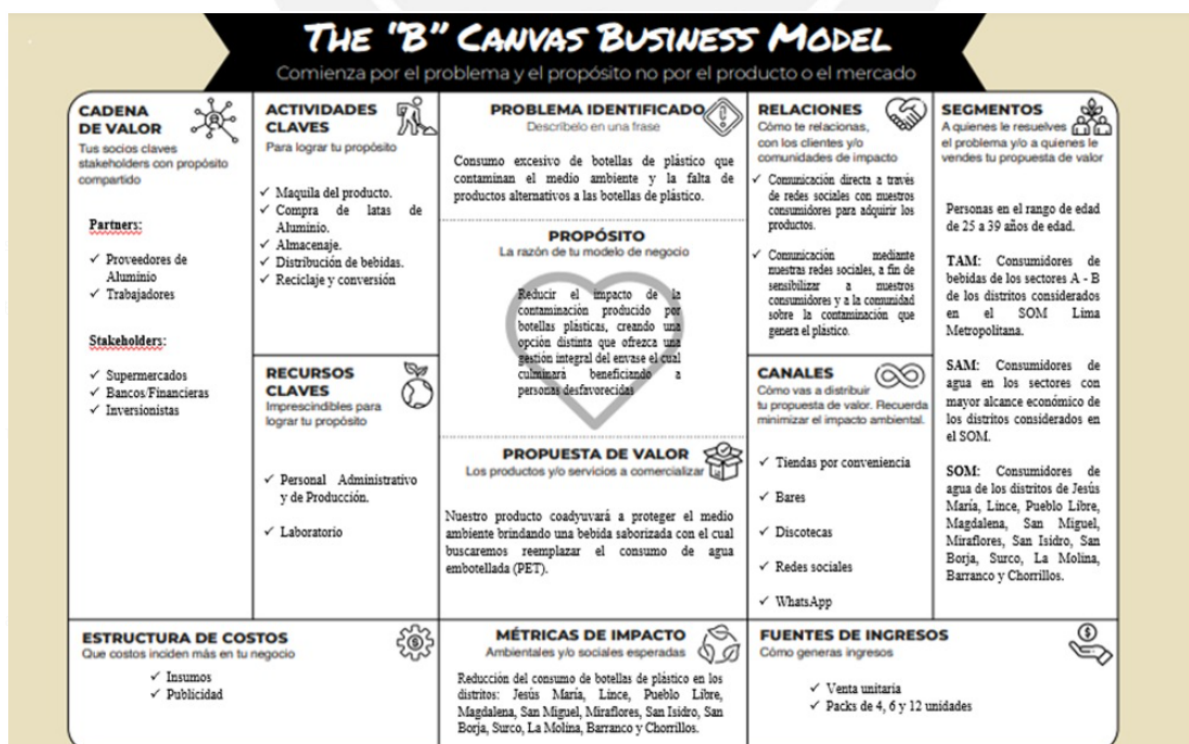 THE "B" CANVAS BUSINESS MODEL
Comienza por el problema y el propósito no por el producto o el mercado
CADENA
DE VALOR
Tus socios claves
stakeholders con propósito
compartido
Partners:
✓ Proveedores de
Aluminio
✓ Trabajadores
Stakeholders:
✓ Supermercados
✓ Bancos/Financieras
✓ Inversionistas
ACTIVIDADES
CLAVES
Para lograr tu propósito
✓ Maquila del producto.
✓ Compra de latas de
Aluminio.
✓ Almacenaje.
✓ Distribución de bebidas.
✓ Reciclaje y conversión
RECURSOS
CLAVES
Imprescindibles para
lograr tu propósito
✓ Personal Administrativo
y de Producción.
✓ Laboratorio
PROBLEMA IDENTIFICADO
Descríbelo en una frase
Consumo excesivo de botellas de plástico que
contaminan el medio ambiente y la falta de
productos alternativos a las botellas de plástico.
PROPÓSITO
La razón de tu modelo de negocio
Reducir el impacto de la
contaminación producido por
botellas plásticas, creando una
opción distinta que ofrezca una
gestión integral del envase el cual
culminará beneficiando a
personas desfavorecidas
PROPUESTA DE VALOR
Los productos y/o servicios a comercializar
Nuestro producto coadyuvará a proteger el medio
ambiente brindando una bebida saborizada con el cual
buscaremos reemplazar el consumo de agua
embotellada (PET).
RELACIONES
Cómo te relacionas,
con los clientes y/o
comunidades de impacto
✓ Comunicación directa a través
de redes sociales con nuestros
consumidores para adquirir los
productos.
✓ Comunicación mediante
nuestras redes sociales, a fin de
sensibilizar a nuestros
consumidores y a la comunidad
sobre la contaminación que
genera el plástico.
CANALES
Cómo vas a distribuir
tu propuesta de valor. Recuerda
minimizar el impacto ambiental.
✓ Tiendas por conveniencia
✓ Bares
✓ Discotecas
✓ Redes sociales
✓ WhatsApp
SEGMENTOS
A quienes le resuelves
el problema y/o a quienes le
vendes tu propuesta de valor
Personas en el rango de edad
de 25 a 39 años de edad.
TAM: Consumidores de
bebidas de los sectores A - B
de los distritos considerados
en el SOM Lima
Metropolitana.
SAM: Consumidores de
agua en los sectores con
mayor alcance económico de
los distritos considerados en
el SOM.
SOM: Consumidores de
agua de los distritos de Jesús
María, Lince, Pueblo Libre,
Magdalena, San Miguel,
Miraflores, San Isidro, San
Borja, Surco, La Molina,
Barranco y Chorrillos.
ESTRUCTURA DE COSTOS
Que costos inciden más en tu negocio
✓ Insumos
✓ Publicidad
MÉTRICAS DE IMPACTO
Ambientales y/o sociales esperadas
Reducción del consumo de botellas de plástico en los
distritos: Jesús María, Lince, Pueblo Libre,
Magdalena, San Miguel, Miraflores, San Isidro, San
Borja, Surco, La Molina, Barranco y Chorrillos.
FUENTES DE INGRESOS
Cómo generas ingresos
✓ Venta unitaria
✓ Packs de 4, 6 y 12 unidades